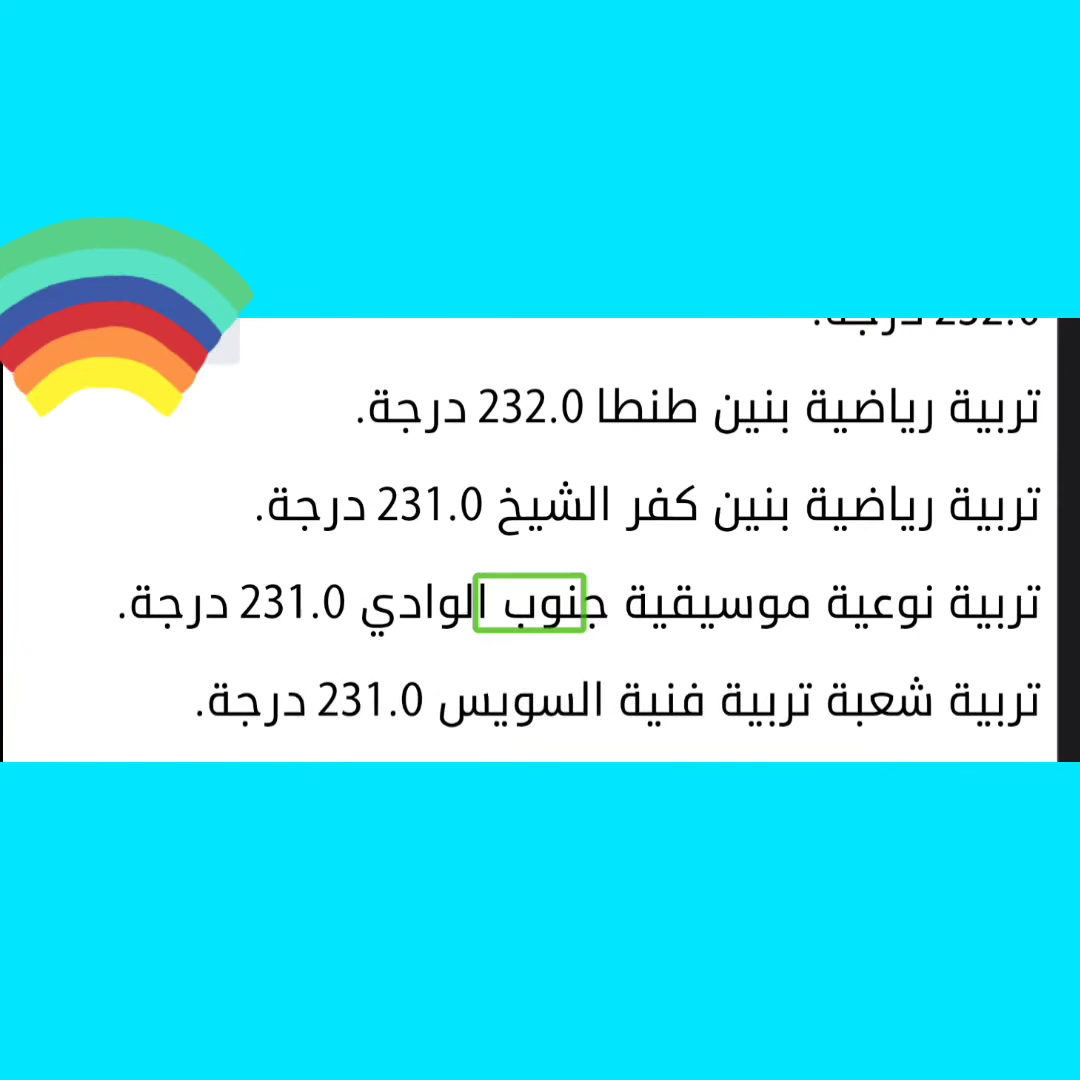 تربية رياضية بنين طنطا 232.0 درجة.
تربية رياضية بنين كفر الشيخ 231.0 درجة.
تربية نوعية موسيقية جنوب الوادي 231.0 درجة.
تربية شعبة تربية فنية السويس 231.0 درجة.